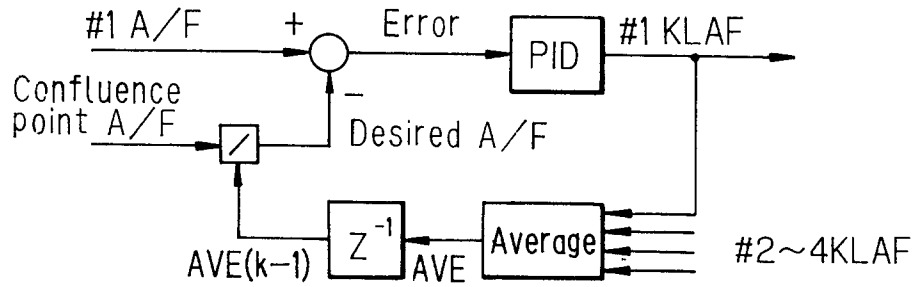 #1 A/F
+
Error
PID
#1 KLAF
Confluence
point A/F
/
−
Desired A/F
Z⁻¹
Average
#2~4KLAF
AVE(k-1)
AVE